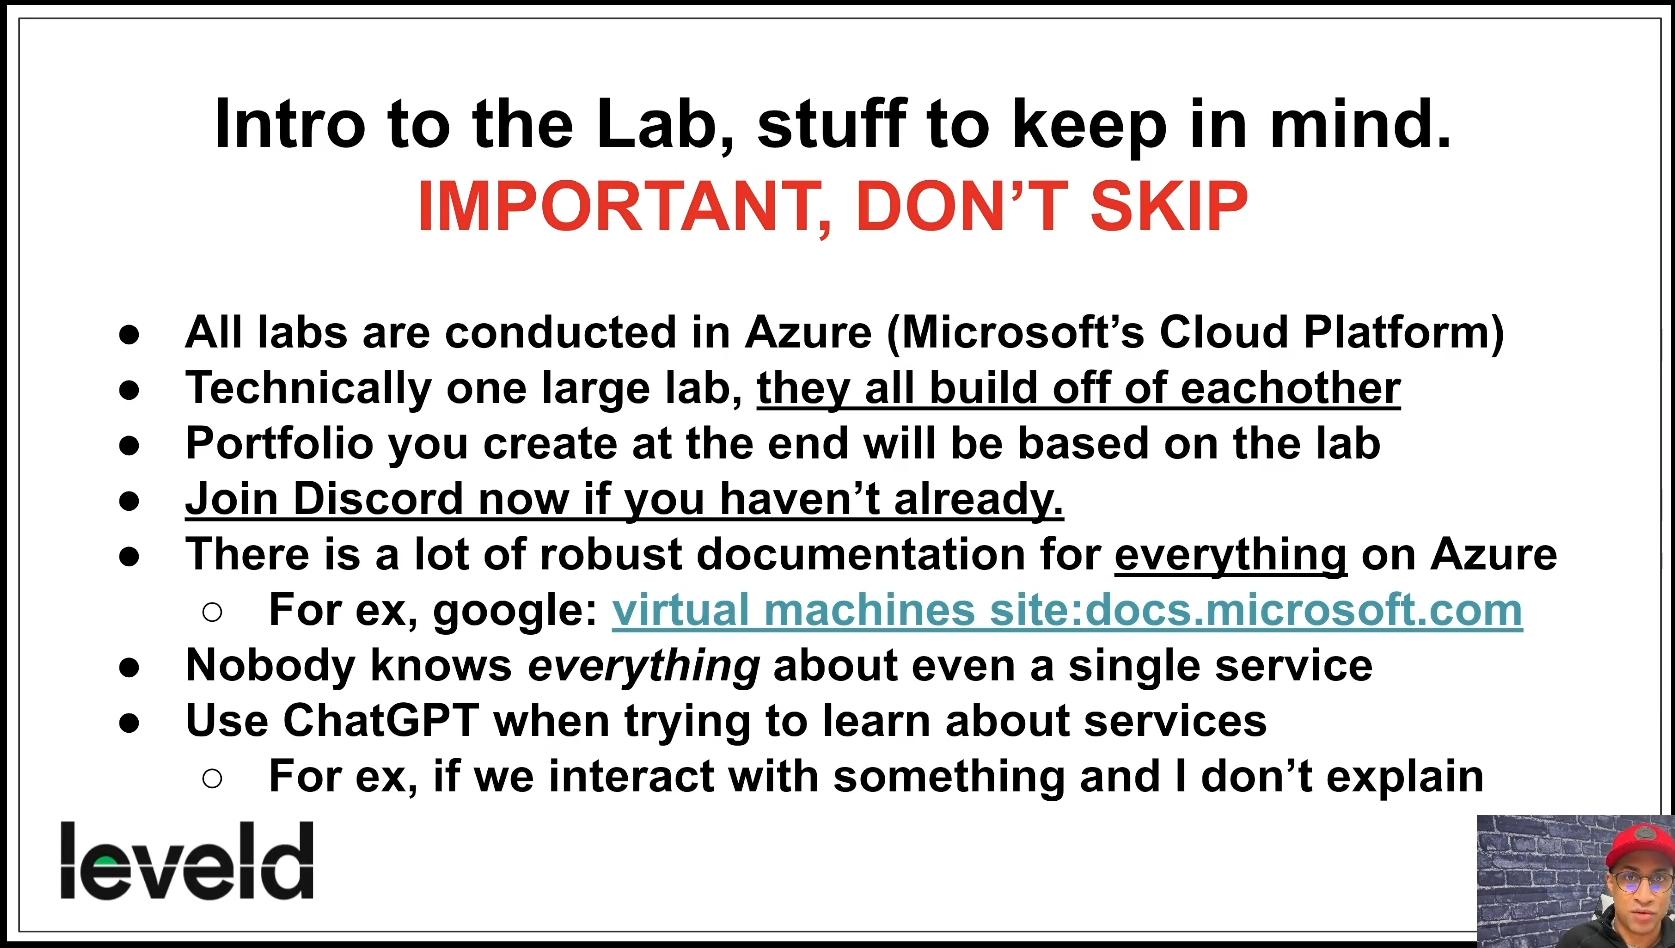 Intro to the Lab, stuff to keep in mind.
IMPORTANT, DON’T SKIP
● All labs are conducted in Azure (Microsoft’s Cloud Platform)
● Technically one large lab, they all build off of eachother
● Portfolio you create at the end will be based on the lab
● Join Discord now if you haven’t already.
● There is a lot of robust documentation for everything on Azure
○ For ex, google: virtual machines site:docs.microsoft.com
● Nobody knows everything about even a single service
● Use ChatGPT when trying to learn about services
○ For ex, if we interact with something and I don’t explain
leveld